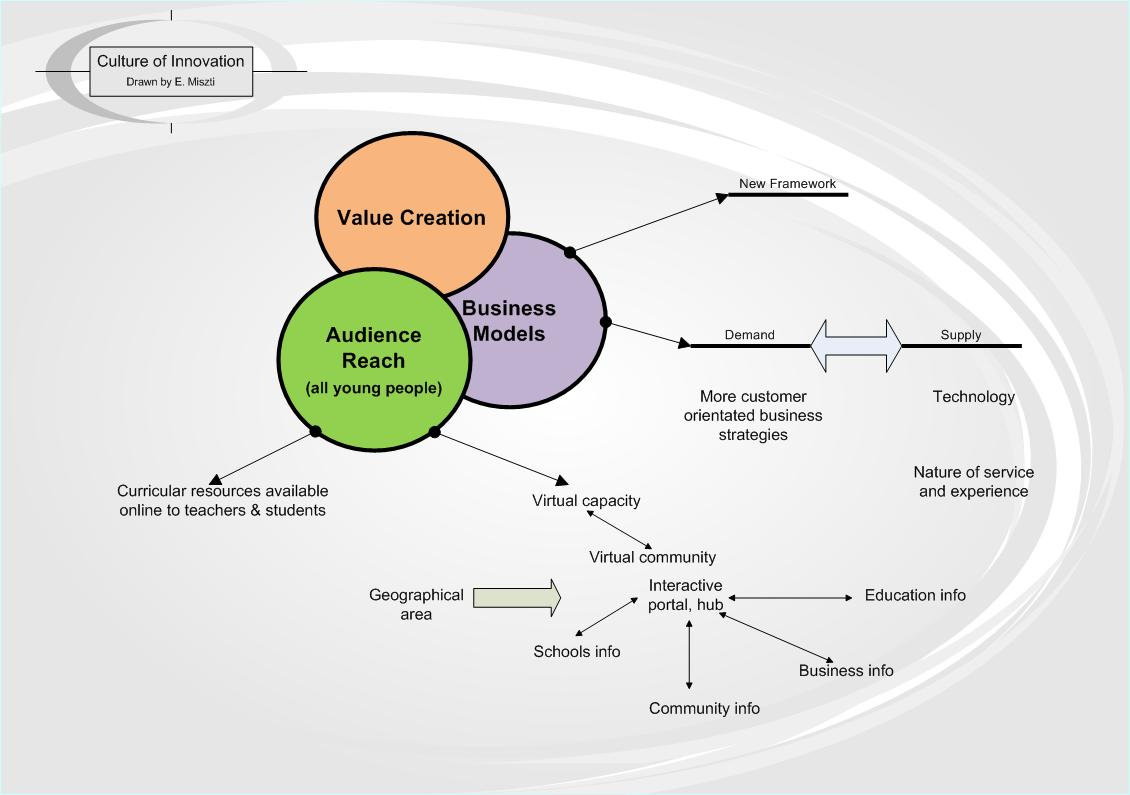 Culture of Innovation
Drawn by E. Miszti
Value Creation
New Framework
Business
Models
Audience
Reach
(all young people)
Demand
Supply
More customer
orientated business
strategies
Technology
Nature of service
and experience
Curricular resources available
online to teachers & students
Virtual capacity
Virtual community
Interactive
portal, hub
Geographical
area
Education info
Schools info
Business info
Community info